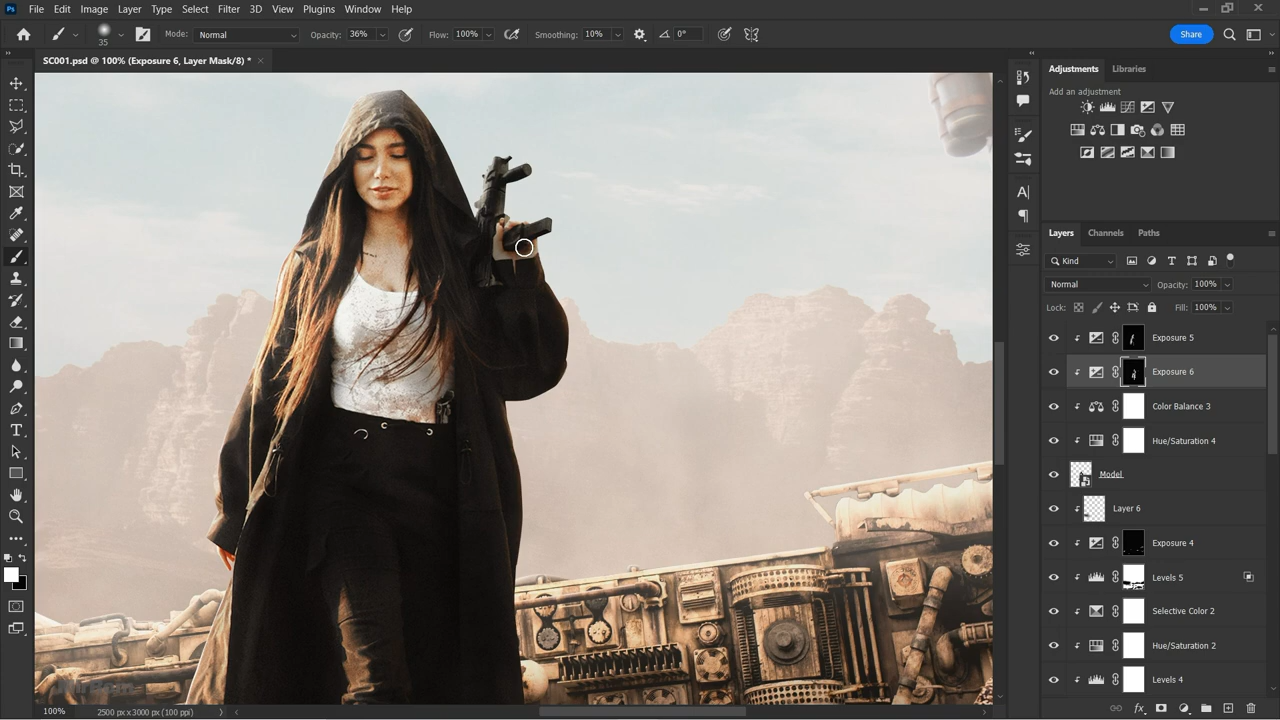 Ps File Edit Image Layer Type Select Filter 3D View Plugins Window Help
35 Mode: Normal Opacity: 36% Flow: 100% Smoothing: 10% 0° Share
SC001.psd @ 100% (Exposure 6, Layer Mask/8) * ×
Adjustments Libraries
Add an adjustment
Layers Channels Paths
Kind
Normal Opacity: 100%
Lock: Fill: 100%
Exposure 5
Exposure 6
Color Balance 3
Hue/Saturation 4
Model
Layer 6
Exposure 4
Levels 5
Selective Color 2
Hue/Saturation 2
Levels 4
100% 2500 px x 3000 px (100 ppi)
fx